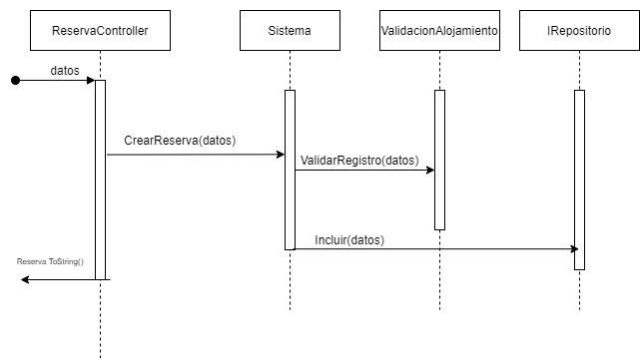 ReservaController
Sistema
ValidacionAlojamiento
IRepositorio
datos
CrearReserva(datos)
ValidarRegistro(datos)
Incluir(datos)
Reserva ToString()